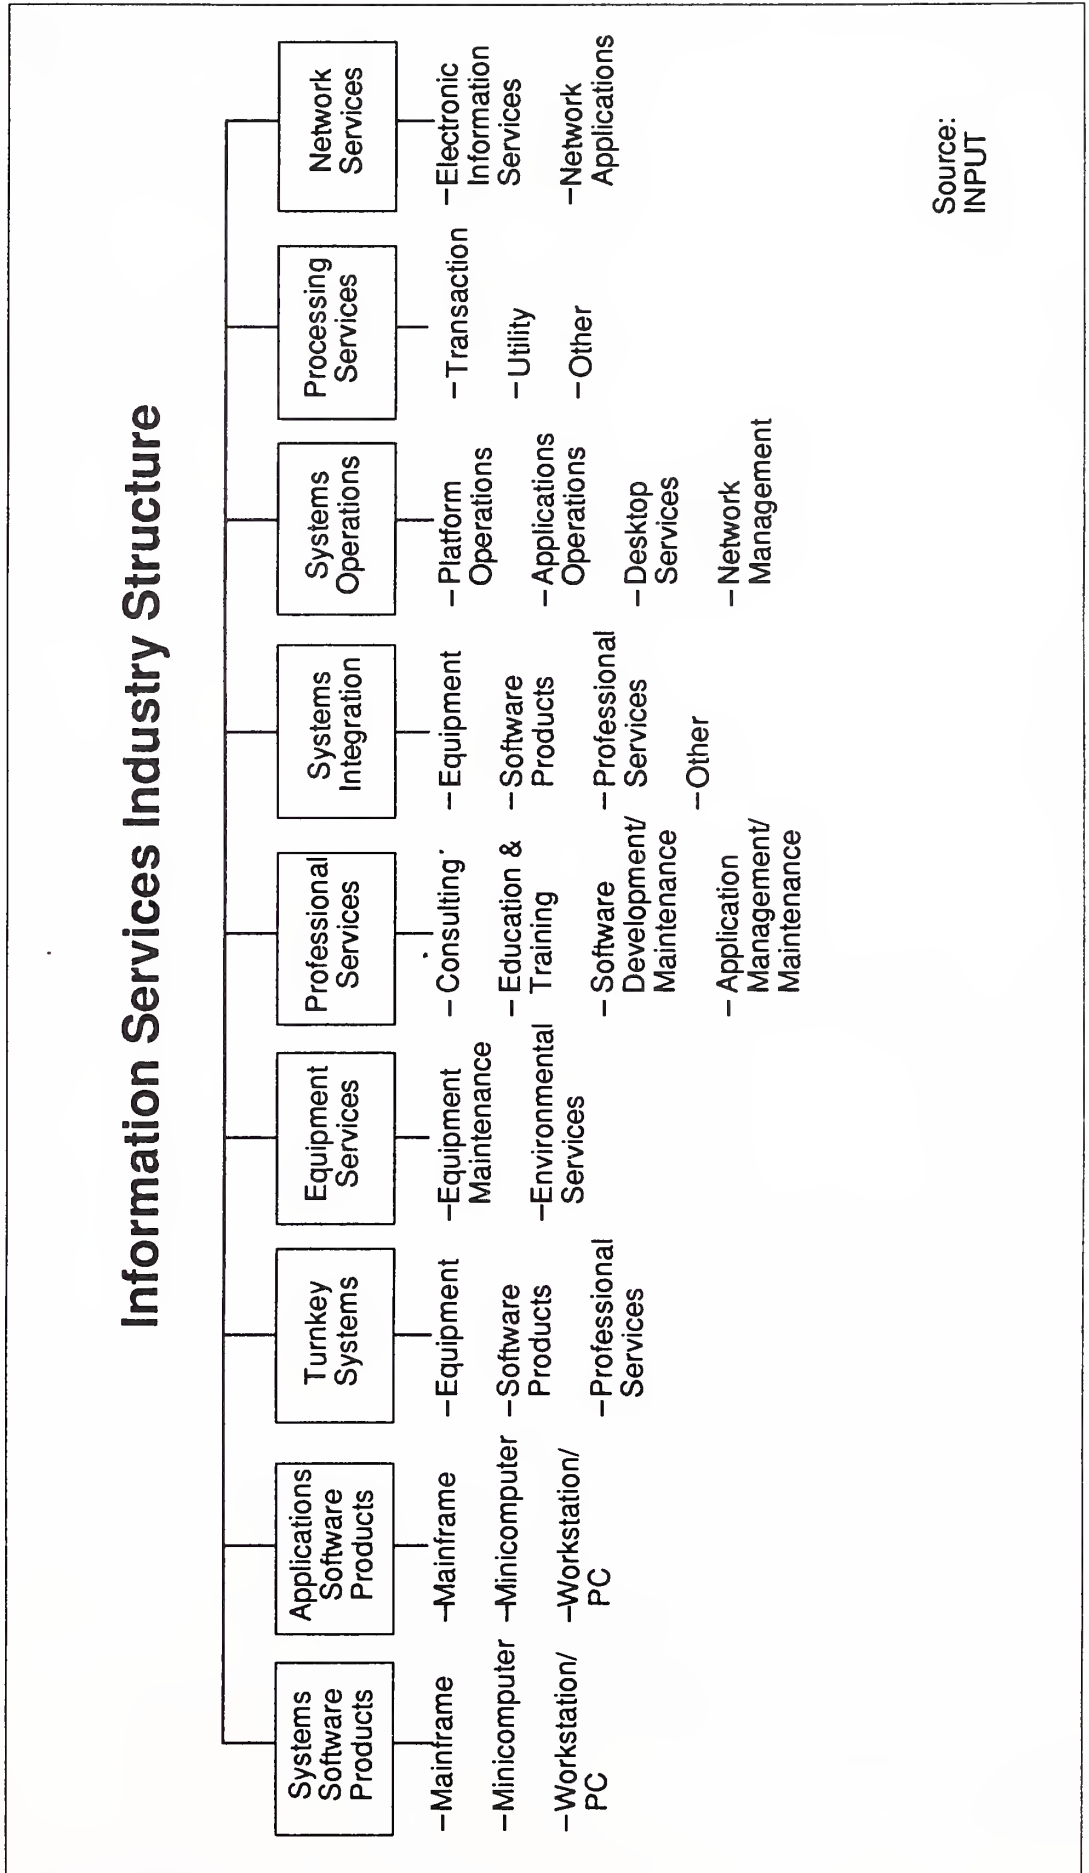 Information Services Industry Structure
Systems
Software
Products
–Mainframe
–Minicomputer
–Workstation/
PC
Applications
Software
Products
–Mainframe
–Minicomputer
–Workstation/
PC
Turnkey
Systems
–Equipment
–Software
Products
–Professional
Services
Equipment
Services
–Equipment
Maintenance
–Environmental
Services
Professional
Services
– Consulting
– Education &
Training
– Software
Development/
Maintenance
– Application
Management/
Maintenance
Systems
Integration
–Equipment
–Software
Products
–Professional
Services
–Other
Systems
Operations
–Platform
Operations
–Applications
Operations
–Desktop
Services
–Network
Management
Processing
Services
–Transaction
–Utility
–Other
Network
Services
–Electronic
Information
Services
–Network
Applications
Source:
INPUT